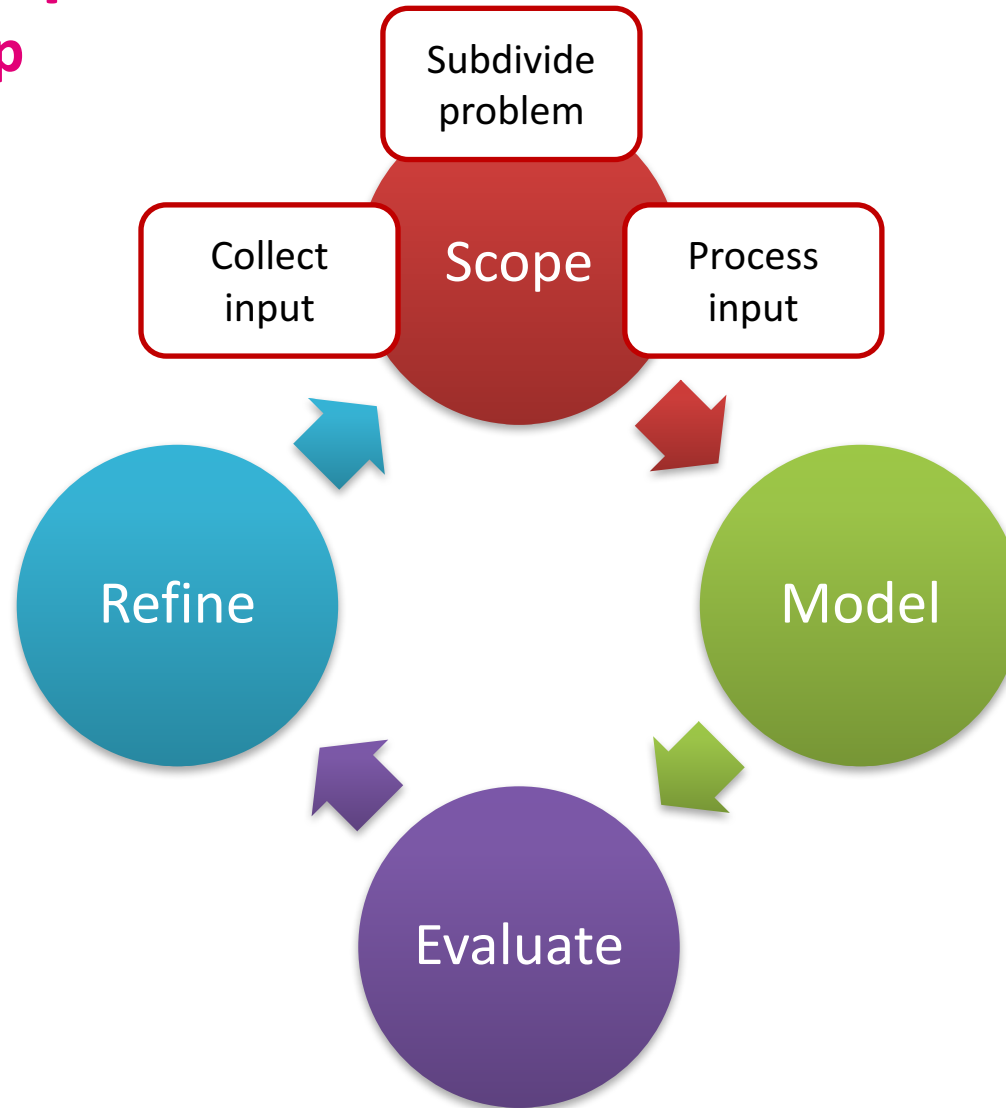 p
Subdivide
problem
Collect
input
Scope
Process
input
Refine
Model
Evaluate